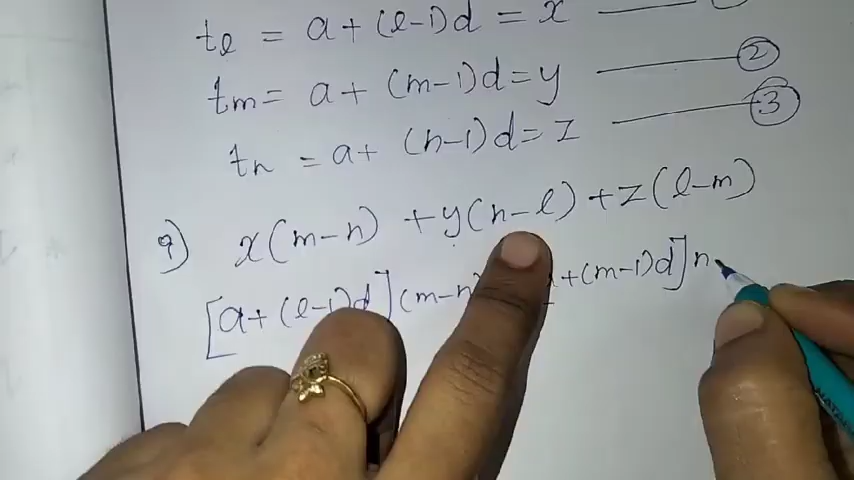 tℓ = a + (ℓ-1)d = x
tm = a + (m-1)d = y ②
tn = a + (n-1)d = z ③
9) x(m-n) + y(n-ℓ) + z(ℓ-m)
[a + (ℓ-1)d](m-n + (m-1)d] n